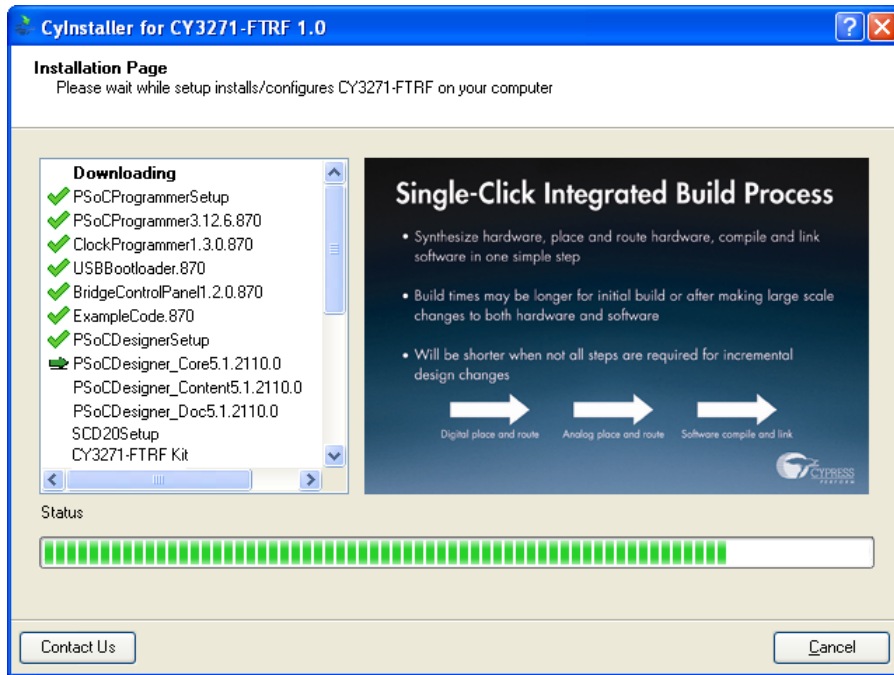 CyInstaller for CY3271-FTRF 1.0
Installation Page
Please wait while setup installs/configures CY3271-FTRF on your computer
Downloading
PSoCProgrammerSetup
PSoCProgrammer3.12.6.870
ClockProgrammer1.3.0.870
USBBootloader.870
BridgeControlPanel1.2.0.870
ExampleCode.870
PSoCDesignerSetup
PSoCDesigner_Core5.1.2110.0
PSoCDesigner_Content5.1.2110.0
PSoCDesigner_Doc5.1.2110.0
SCD20Setup
CY3271-FTRF Kit
Single-Click Integrated Build Process
• Synthesize hardware, place and route hardware, compile and link
software in one simple step
• Build times may be longer for initial build or after making large scale
changes to both hardware and software
• Will be shorter when not all steps are required for incremental
design changes
Digital place and route Analog place and route Software compile and link
CYPRESS
PERFORM
Status
Contact Us Cancel